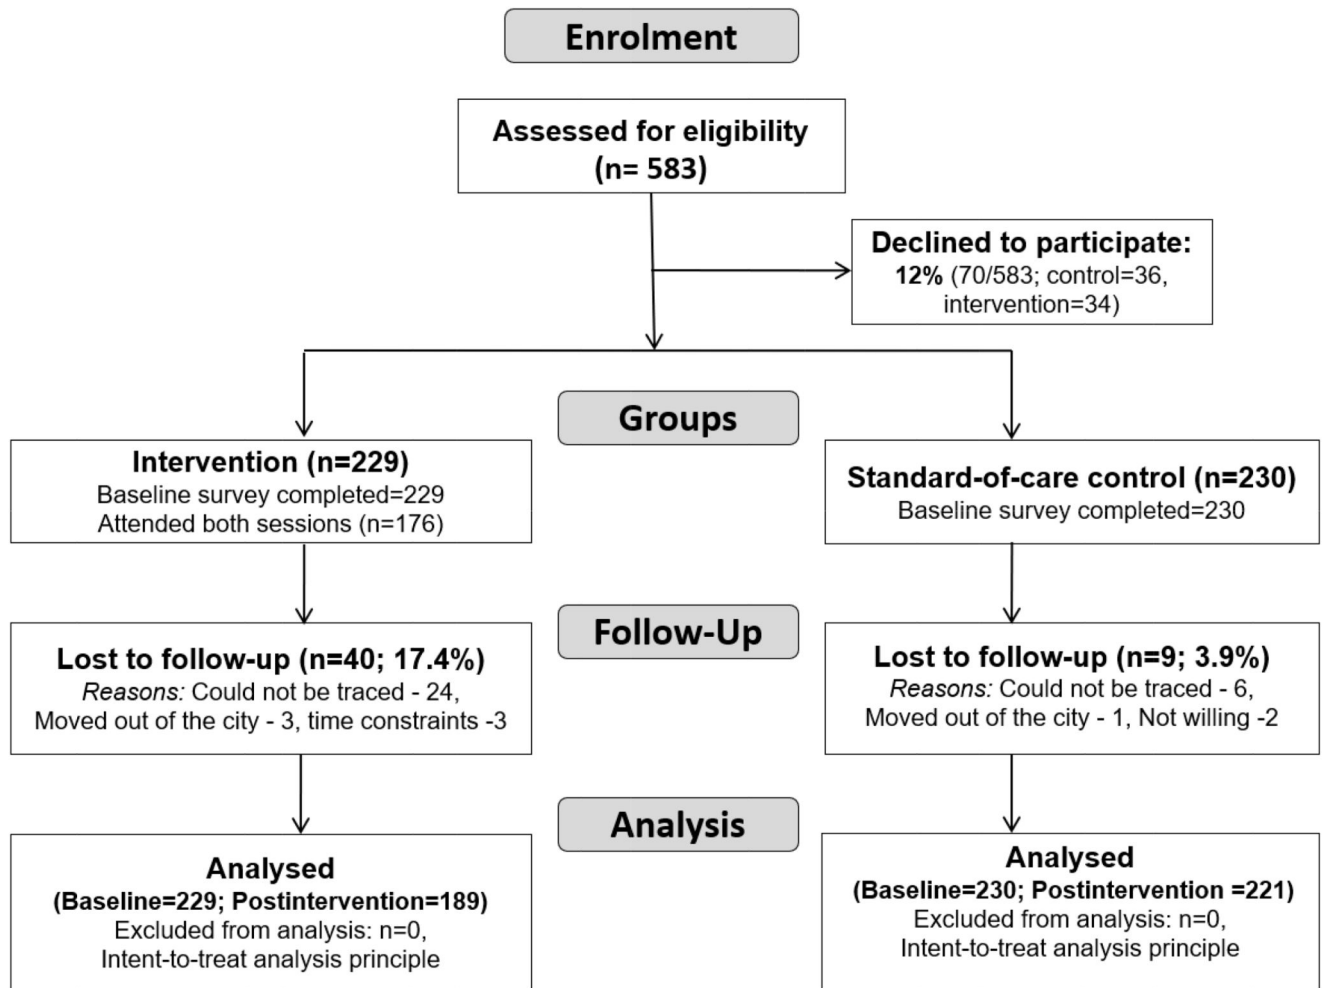 Enrolment
Assessed for eligibility
(n= 583)
Declined to participate:
12% (70/583; control=36,
intervention=34)
Groups
Intervention (n=229)
Baseline survey completed=229
Attended both sessions (n=176)
Standard-of-care control (n=230)
Baseline survey completed=230
Follow-Up
Lost to follow-up (n=40; 17.4%)
Reasons: Could not be traced - 24,
Moved out of the city - 3, time constraints -3
Lost to follow-up (n=9; 3.9%)
Reasons: Could not be traced - 6,
Moved out of the city - 1, Not willing -2
Analysis
Analysed
(Baseline=229; Postintervention=189)
Excluded from analysis: n=0,
Intent-to-treat analysis principle
Analysed
(Baseline=230; Postintervention =221)
Excluded from analysis: n=0,
Intent-to-treat analysis principle